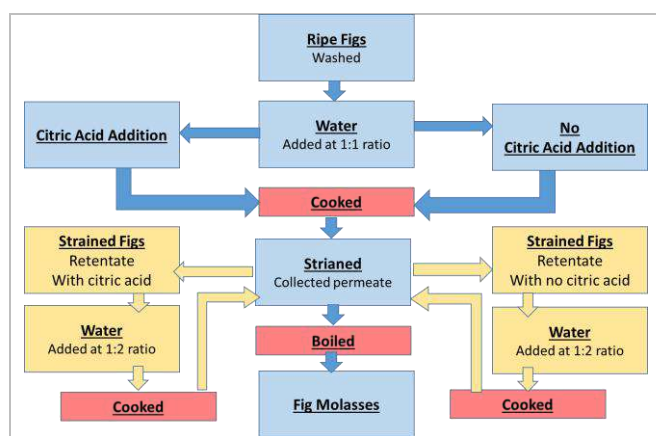 Ripe Figs
Washed
Citric Acid Addition
Water
Added at 1:1 ratio
No
Citric Acid Addition
Cooked
Strained Figs
Retentate
With citric acid
Strianed
Collected permeate
Strained Figs
Retentate
With no citric acid
Water
Added at 1:2 ratio
Boiled
Water
Added at 1:2 ratio
Cooked
Fig Molasses
Cooked